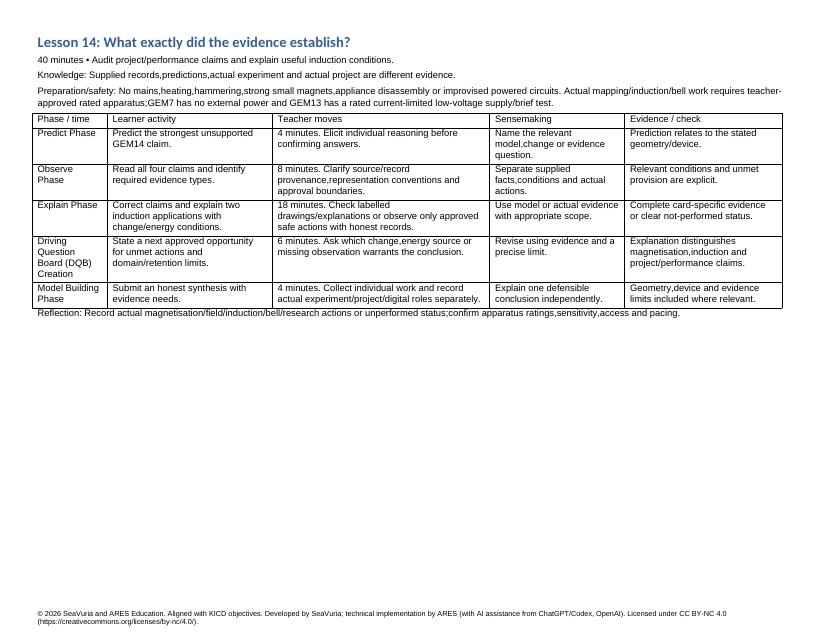 Lesson 14: What exactly did the evidence establish?
40 minutes • Audit project/performance claims and explain useful induction conditions.
Knowledge: Supplied records,predictions,actual experiment and actual project are different evidence.
Preparation/safety: No mains,heating,hammering,strong small magnets,appliance disassembly or improvised powered circuits. Actual mapping/induction/bell work requires teacher-
approved rated apparatus;GEM7 has no external power and GEM13 has a rated current-limited low-voltage supply/brief test.
Phase / time
Learner activity
Teacher moves
Sensemaking
Evidence / check
Predict Phase
Predict the strongest unsupported
GEM14 claim.
4 minutes. Elicit individual reasoning before
confirming answers.
Name the relevant
model,change or evidence
question.
Prediction relates to the stated
geometry/device.
Observe
Phase
Read all four claims and identify
required evidence types.
8 minutes. Clarify source/record
provenance,representation conventions and
approval boundaries.
Separate supplied
facts,conditions and actual
actions.
Relevant conditions and unmet
provision are explicit.
Explain Phase
Correct claims and explain two
induction applications with
change/energy conditions.
18 minutes. Check labelled
drawings/explanations or observe only approved
safe actions with honest records.
Use model or actual evidence
with appropriate scope.
Complete card-specific evidence
or clear not-performed status.
Driving
Question
Board (DQB)
Creation
State a next approved opportunity
for unmet actions and
domain/retention limits.
6 minutes. Ask which change,energy source or
missing observation warrants the conclusion.
Revise using evidence and a
precise limit.
Explanation distinguishes
magnetisation,induction and
project/performance claims.
Model Building
Phase
Submit an honest synthesis with
evidence needs.
4 minutes. Collect individual work and record
actual experiment/project/digital roles separately.
Explain one defensible
conclusion independently.
Geometry,device and evidence
limits included where relevant.
Reflection: Record actual magnetisation/field/induction/bell/research actions or unperformed status;confirm apparatus ratings,sensitivity,access and pacing.
© 2026 SeaVuria and ARES Education. Aligned with KICD objectives. Developed by SeaVuria; technical implementation by ARES (with AI assistance from ChatGPT/Codex, OpenAI). Licensed under CC BY-NC 4.0
(https://creativecommons.org/licenses/by-nc/4.0/).